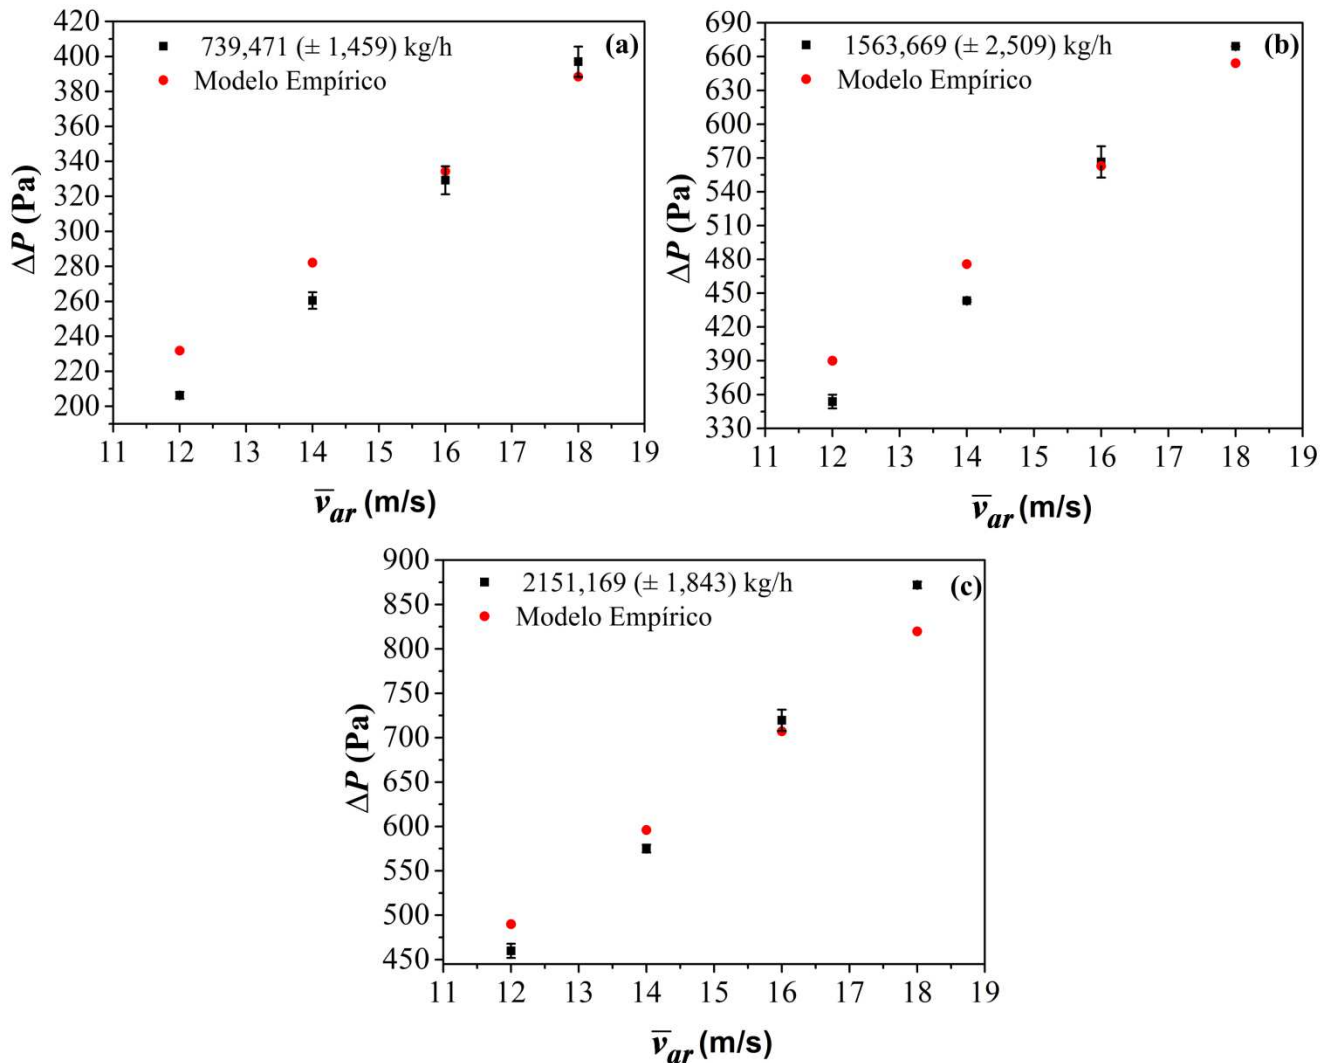 420
400
380
360
340
320
300
280
260
240
220
200
ΔP (Pa)
739,471 (± 1,459) kg/h
Modelo Empírico
(a)
11 12 13 14 15 16 17 18 19
v̅ar (m/s)
690
660
630
600
570
540
510
480
450
420
390
360
330
ΔP (Pa)
1563,669 (± 2,509) kg/h
Modelo Empírico
(b)
11 12 13 14 15 16 17 18 19
v̅ar (m/s)
900
850
800
750
700
650
600
550
500
450
ΔP (Pa)
2151,169 (± 1,843) kg/h
Modelo Empírico
(c)
11 12 13 14 15 16 17 18 19
v̅ar (m/s)